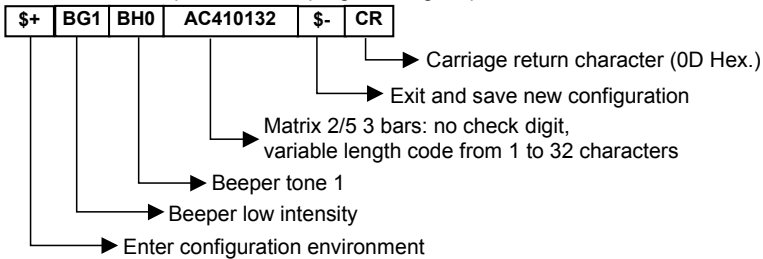 $+ BG1 BH0 AC410132 $- CR
Carriage return character (0D Hex.)
Exit and save new configuration
Matrix 2/5 3 bars: no check digit,
variable length code from 1 to 32 characters
Beeper tone 1
Beeper low intensity
Enter configuration environment